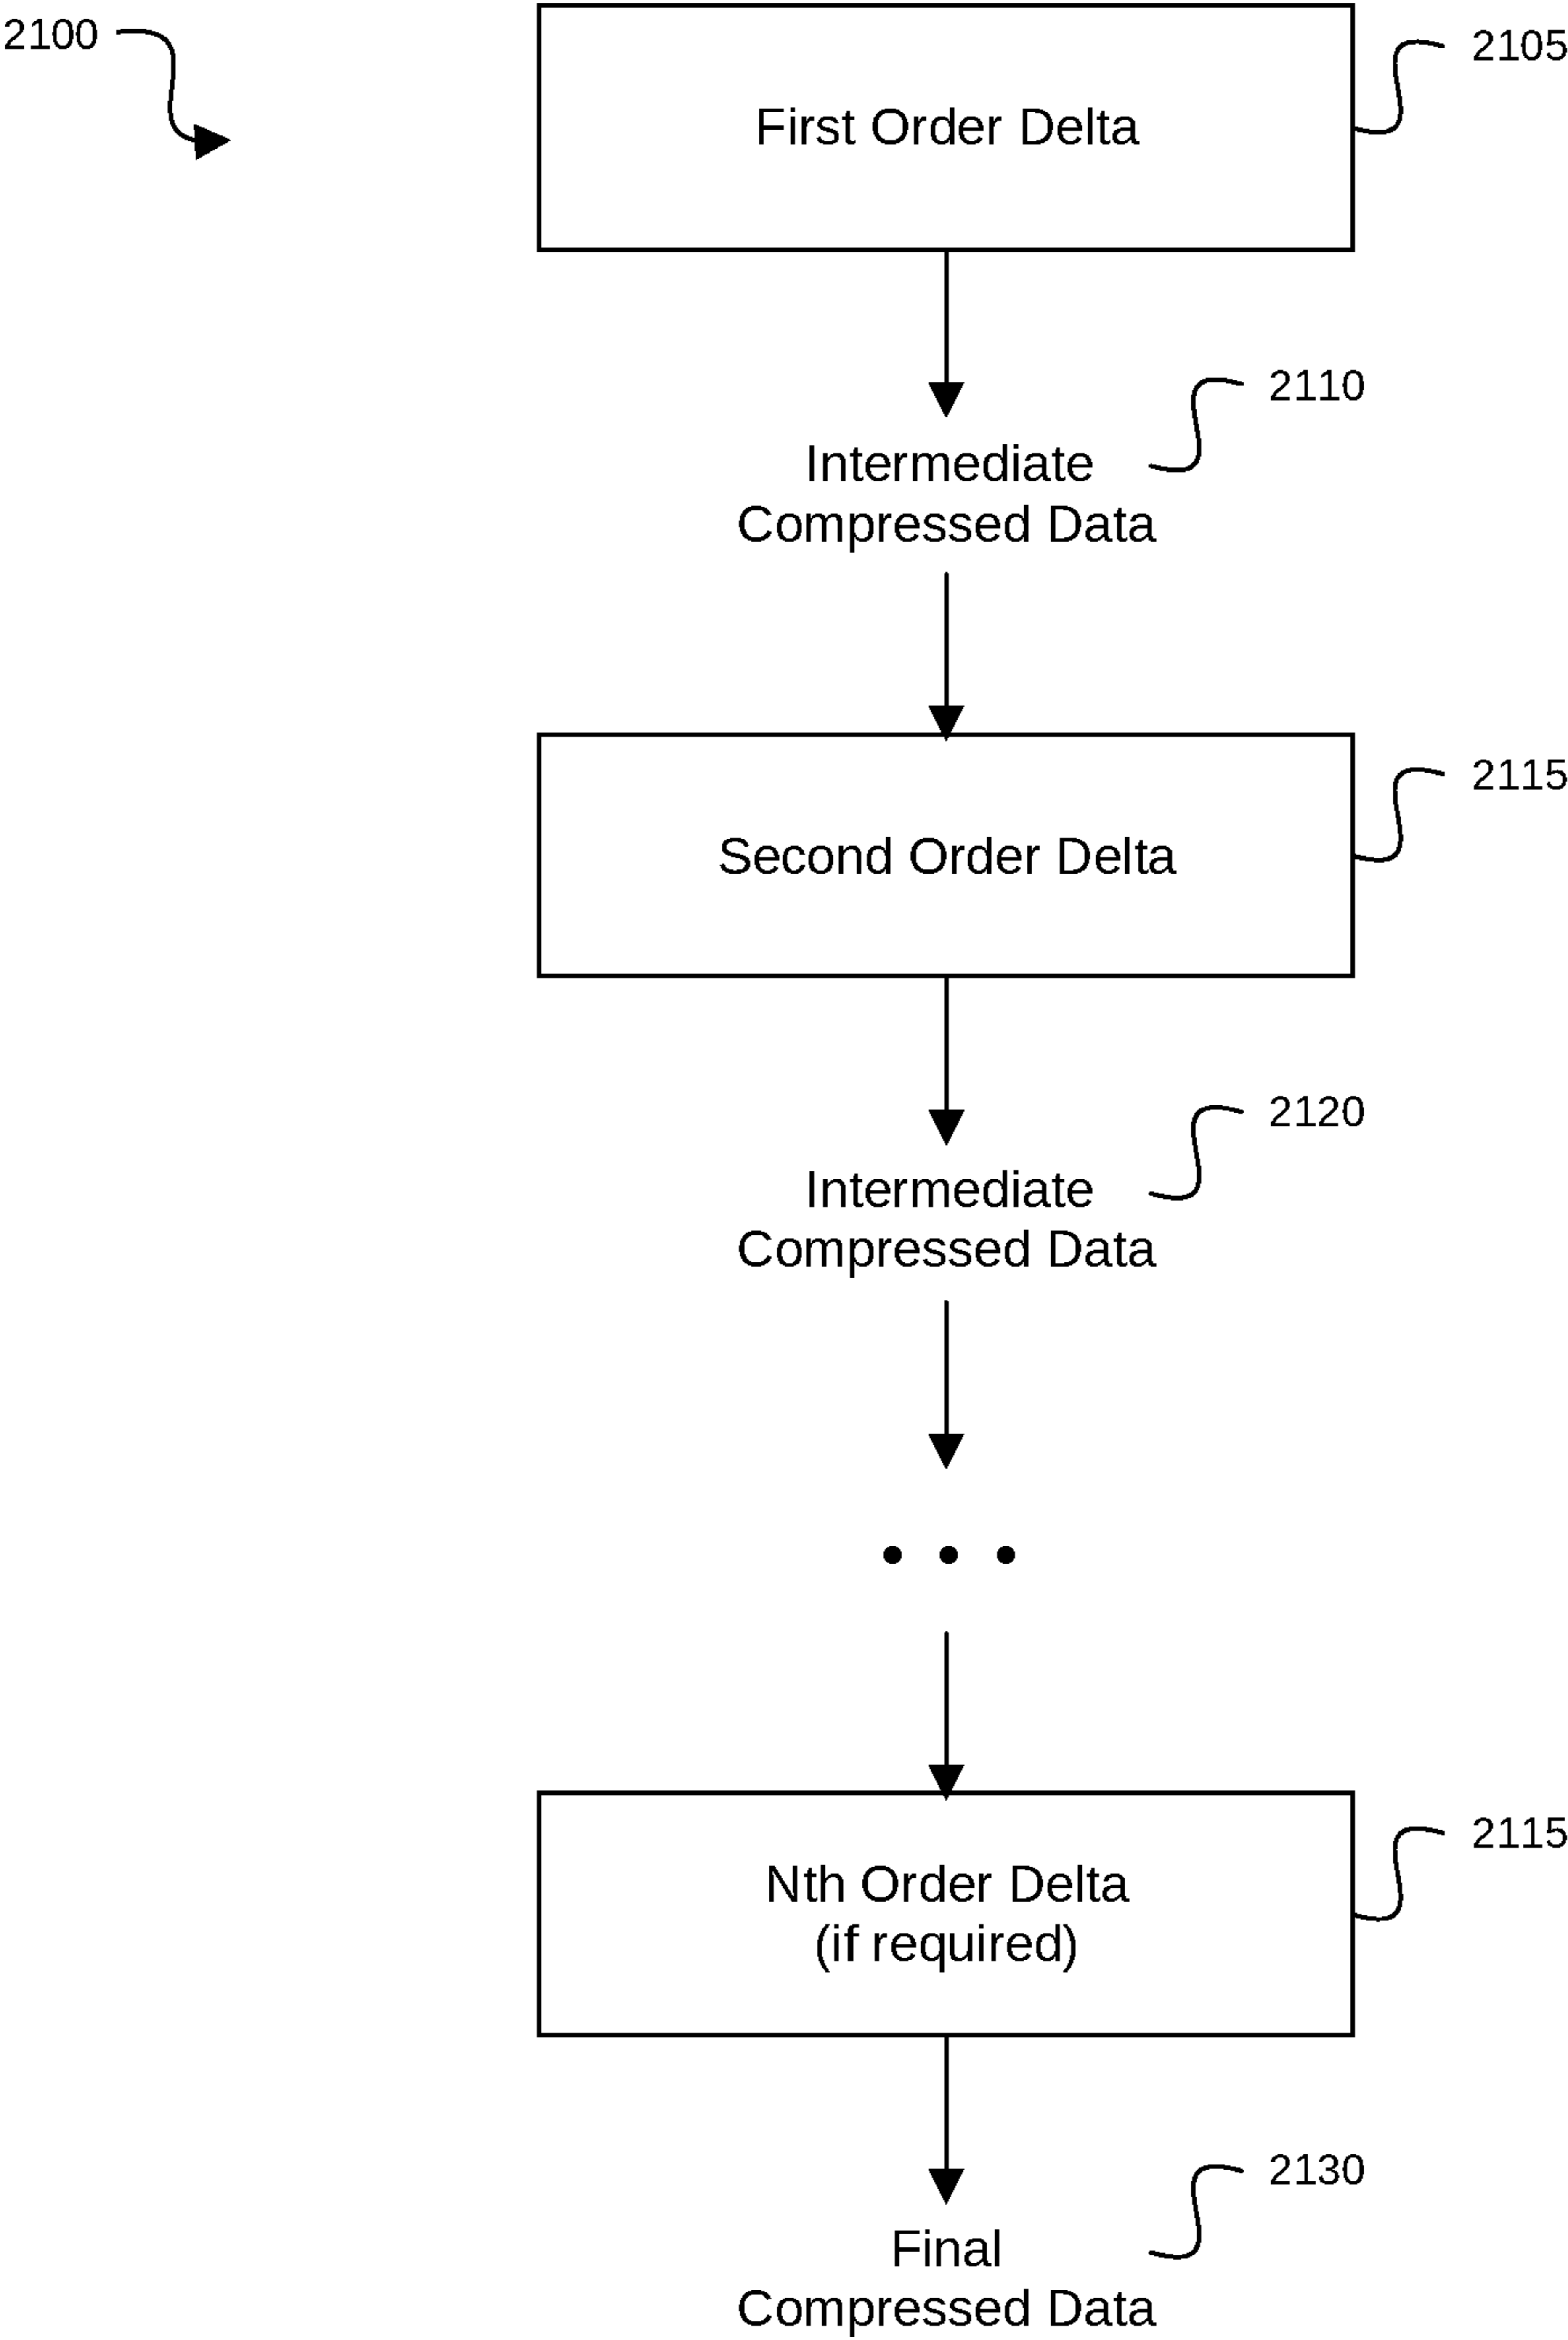 2100
2105
First Order Delta
2110
Intermediate
Compressed Data
2115
Second Order Delta
2120
Intermediate
Compressed Data
2115
Nth Order Delta
(if required)
2130
Final
Compressed Data